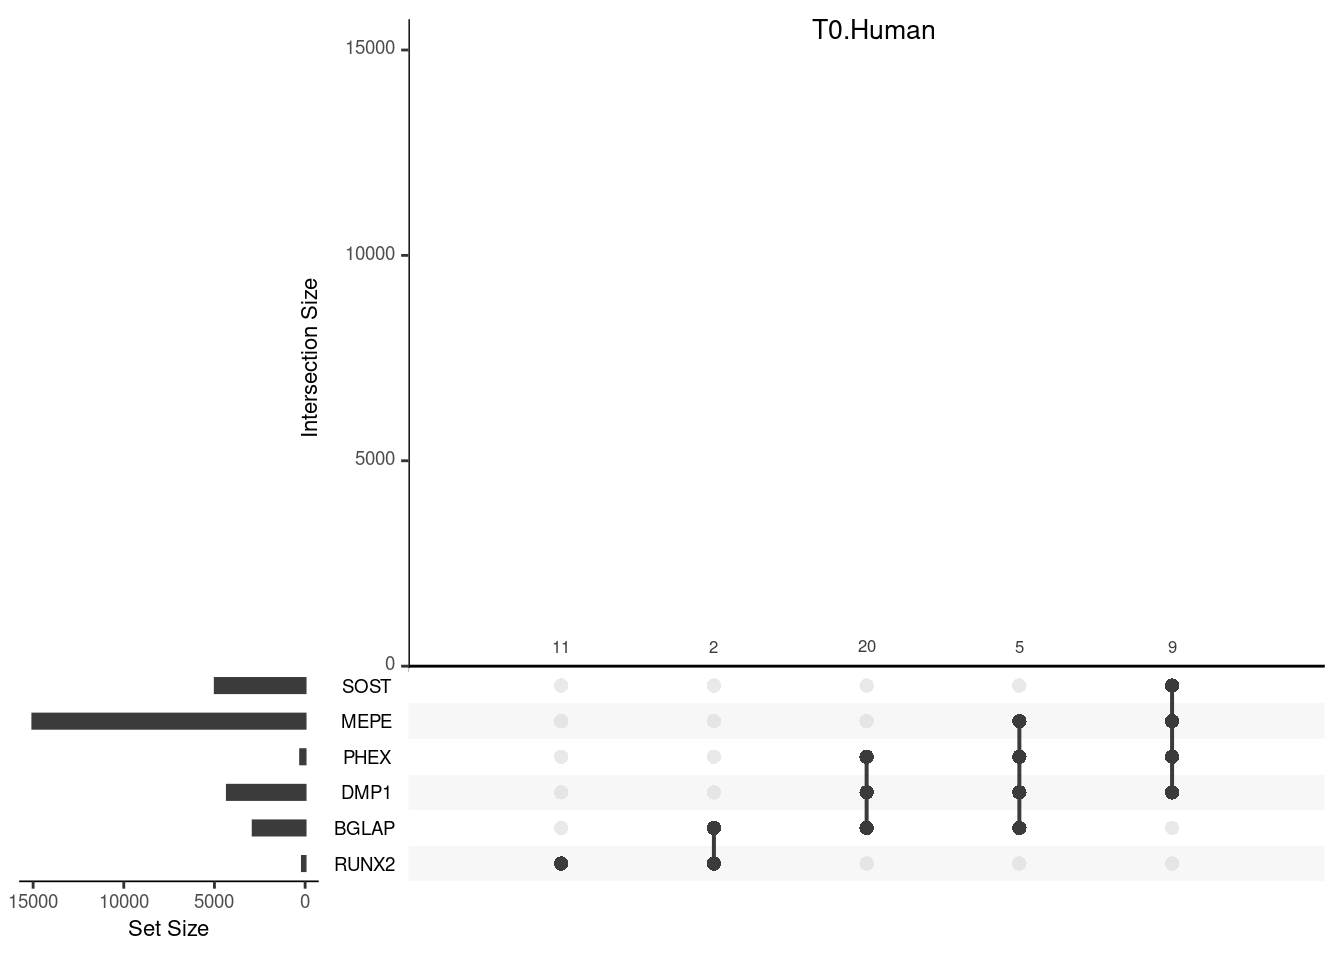 T0.Human
15000
10000
5000
0
Intersection Size
11 2 20 5 9
SOST
MEPE
PHEX
DMP1
BGLAP
RUNX2
15000 10000 5000 0
Set Size